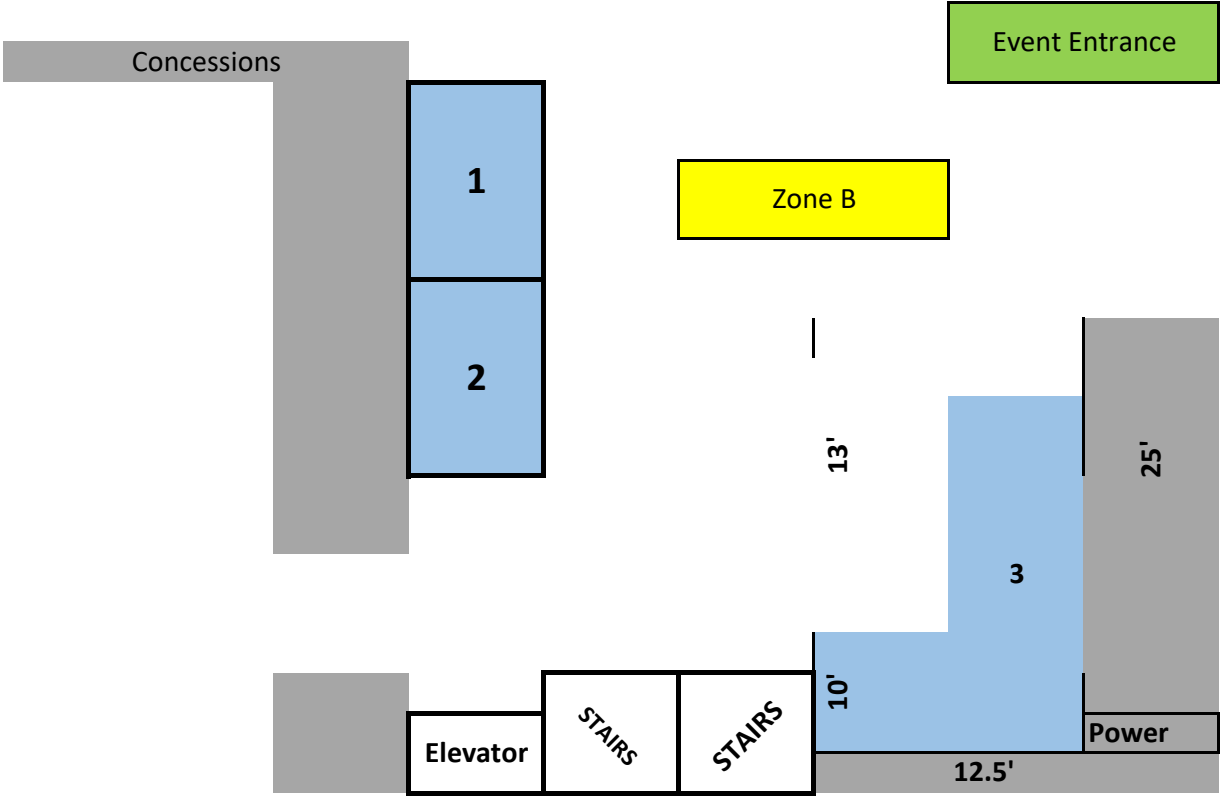 Event Entrance
Concessions
1
Zone B
2
13'
25'
3
10'
STAIRS
STAIRS
Elevator
Power
12.5'